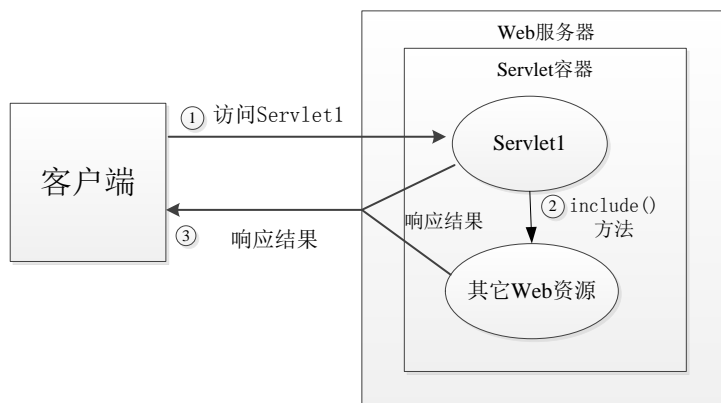 Web服务器
Servlet容器
① 访问Servlet1
客户端
Servlet1
② include()
方法
响应结果
③
响应结果
其它Web资源